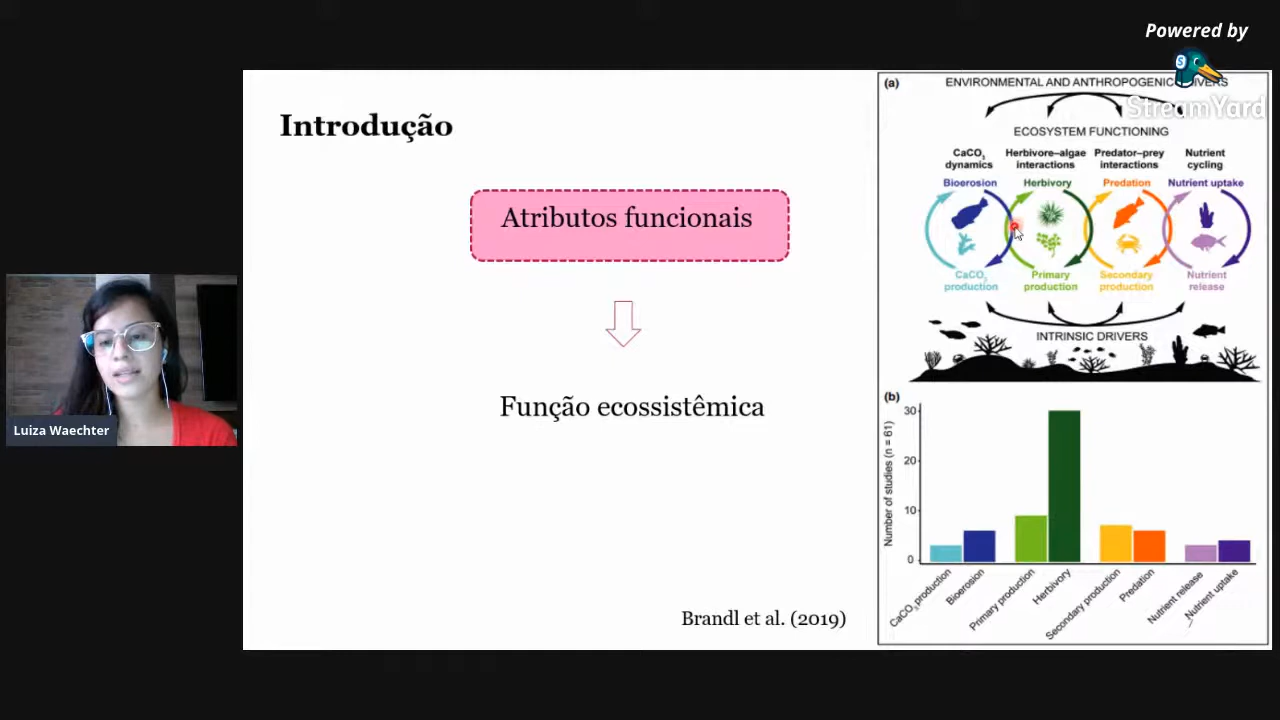 Powered by
StreamYard
Introdução
Atributos funcionais
Função ecossistêmica
Brandl et al. (2019)
Luiza Waechter
(a)
ENVIRONMENTAL AND ANTHROPOGENIC DRIVERS
ECOSYSTEM FUNCTIONING
CaCO3 dynamics
Herbivore–algae interactions
Predator–prey interactions
Nutrient cycling
Bioerosion
Herbivory
Predation
Nutrient uptake
CaCO3 production
Primary production
Secondary production
Nutrient release
INTRINSIC DRIVERS
(b)
Number of studies (n = 61)
30
20
10
0
CaCO3 production
Bioerosion
Primary production
Herbivory
Secondary production
Predation
Nutrient release
Nutrient uptake